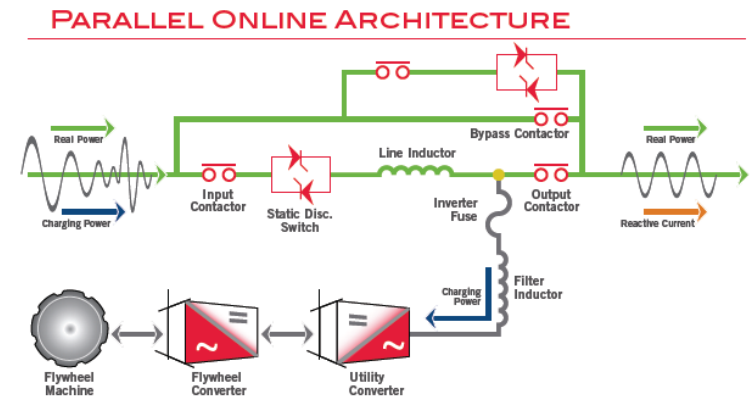 PARALLEL ONLINE ARCHITECTURE
Real Power
Charging Power
Input
Contactor
Static Disc.
Switch
Line Inductor
Bypass Contactor
Inverter
Fuse
Output
Contactor
Real Power
Reactive Current
Charging
Power
Filter
Inductor
Flywheel
Machine
Flywheel
Converter
Utility
Converter